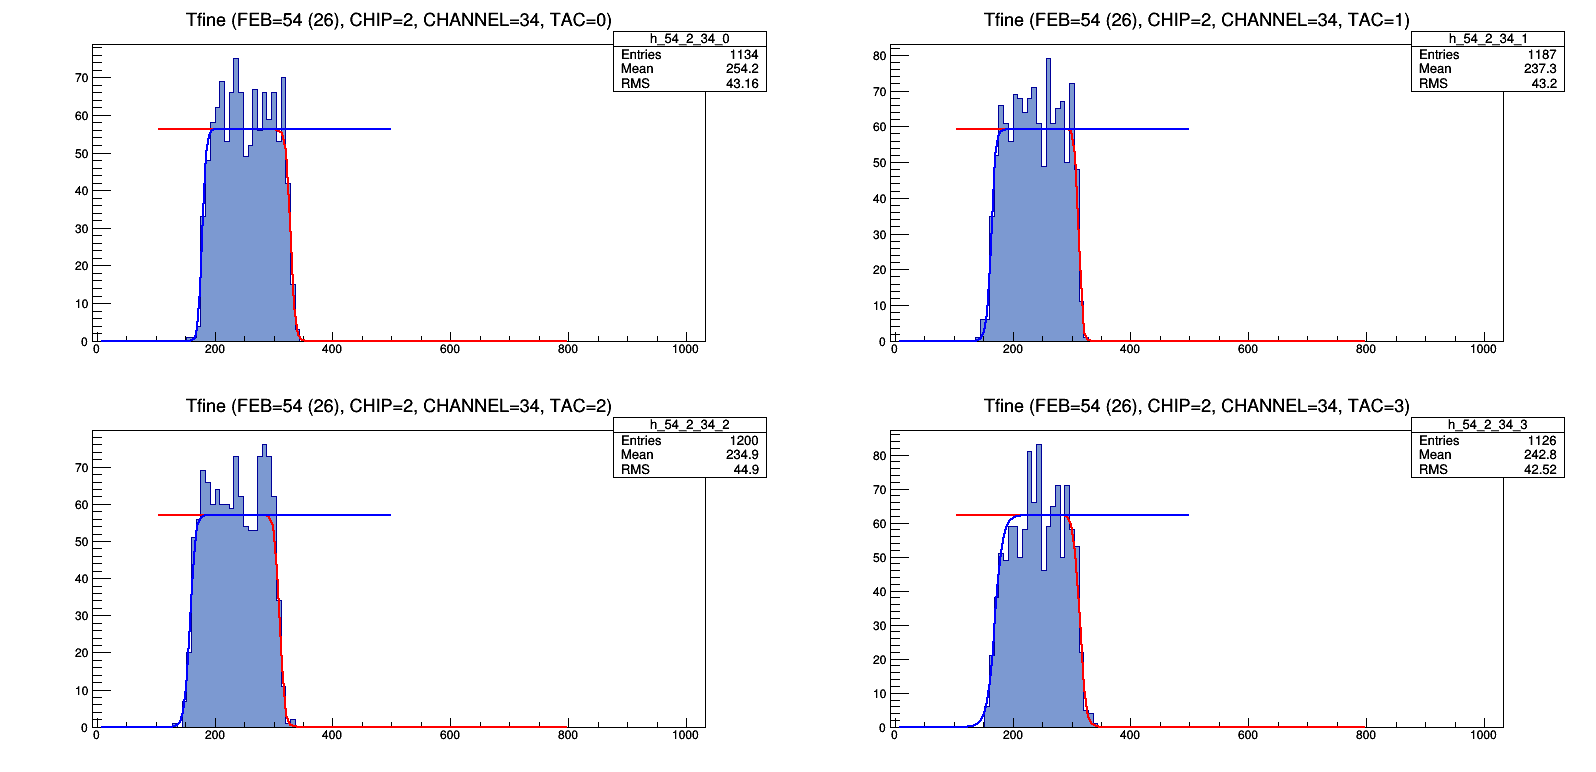 Tfine (FEB=54 (26), CHIP=2, CHANNEL=34, TAC=0)
h_54_2_34_0
Entries 1134
Mean 254.2
RMS 43.16
70
60
50
40
30
20
10
0
0 200 400 600 800 1000
Tfine (FEB=54 (26), CHIP=2, CHANNEL=34, TAC=1)
h_54_2_34_1
Entries 1187
Mean 237.3
RMS 43.2
80
70
60
50
40
30
20
10
0
0 200 400 600 800 1000
Tfine (FEB=54 (26), CHIP=2, CHANNEL=34, TAC=2)
h_54_2_34_2
Entries 1200
Mean 234.9
RMS 44.9
70
60
50
40
30
20
10
0
0 200 400 600 800 1000
Tfine (FEB=54 (26), CHIP=2, CHANNEL=34, TAC=3)
h_54_2_34_3
Entries 1126
Mean 242.8
RMS 42.52
80
70
60
50
40
30
20
10
0
0 200 400 600 800 1000